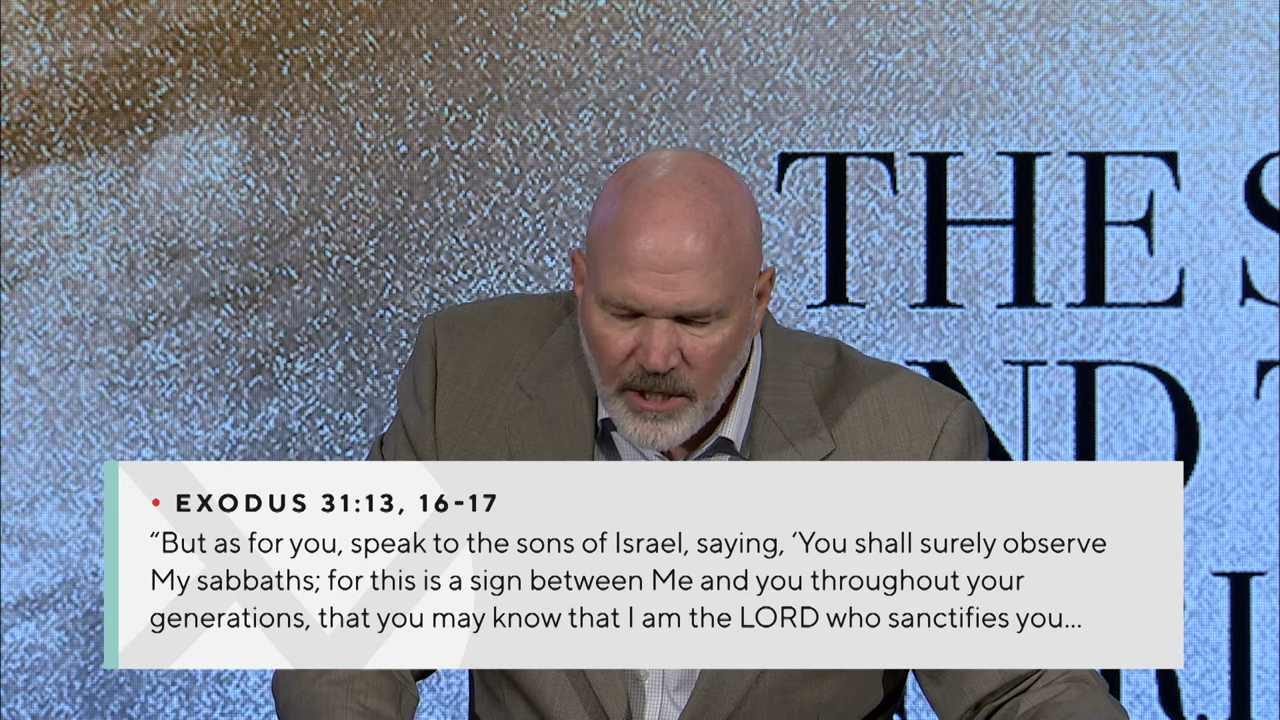 THE S
ND T
RI
• EXODUS 31:13, 16-17
“But as for you, speak to the sons of Israel, saying, ‘You shall surely observe
My sabbaths; for this is a sign between Me and you throughout your
generations, that you may know that I am the LORD who sanctifies you...